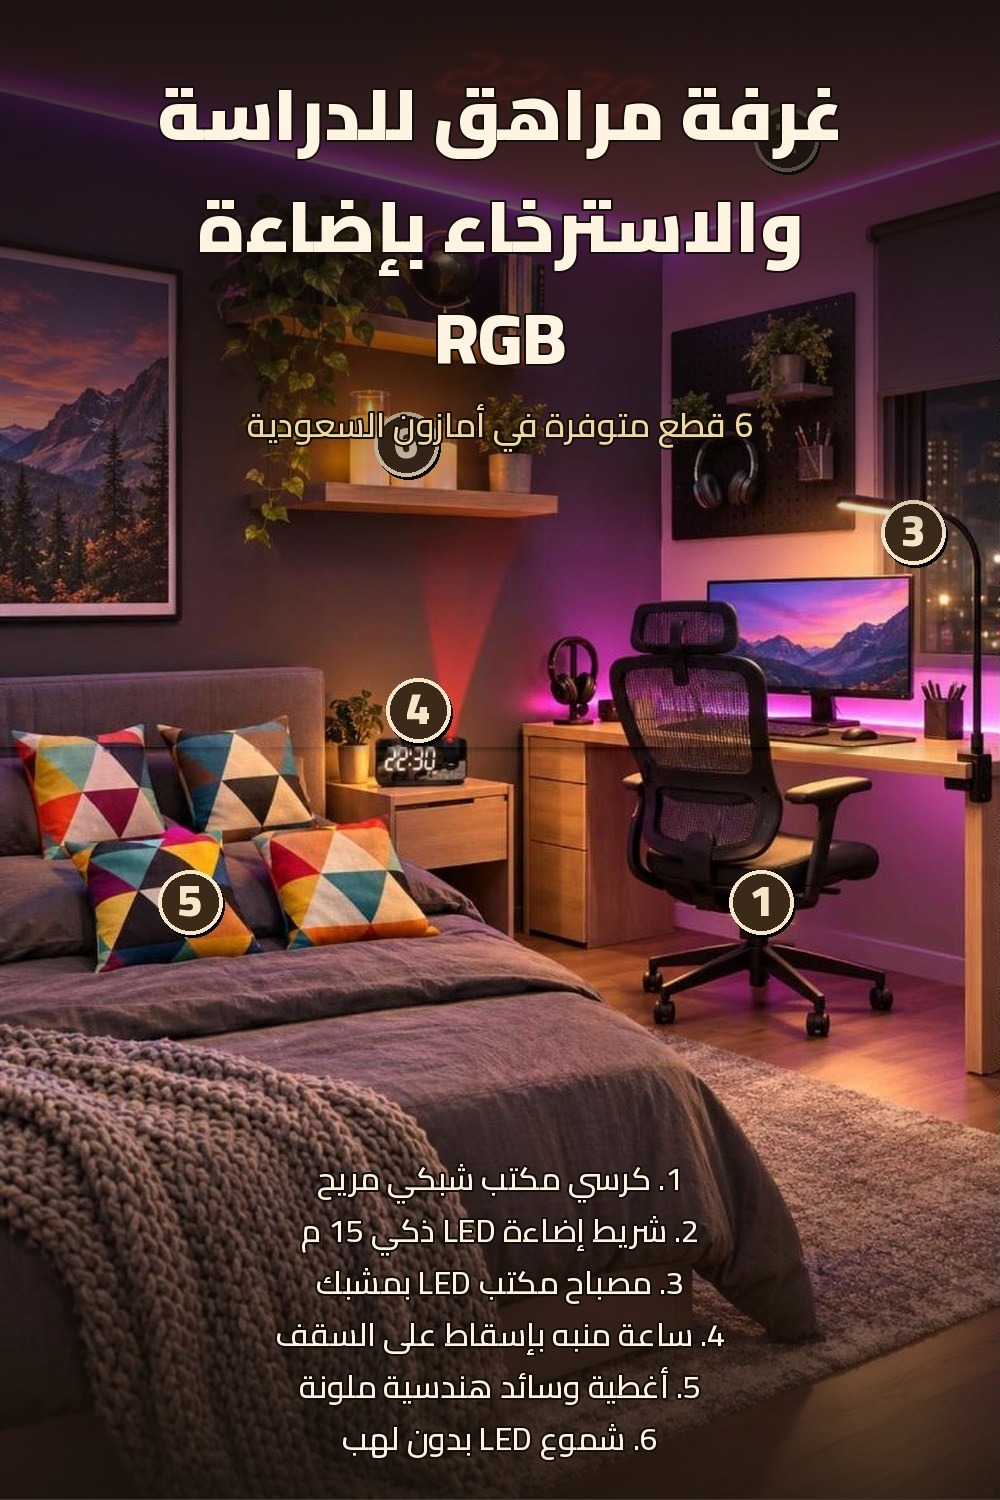 غرفة مراهق للدراسة
والاسترخاء بإضاءة
RGB
6 قطع متوفرة في أمازون السعودية
3
4
22:30
5
1
1. كرسي مكتب شبكي مريح
2. شريط إضاءة LED ذكي 15 م
3. مصباح مكتب LED بمشبك
4. ساعة منبه بإسقاط على السقف
5. أغطية وسائد هندسية ملونة
6. شموع LED بدون لهب